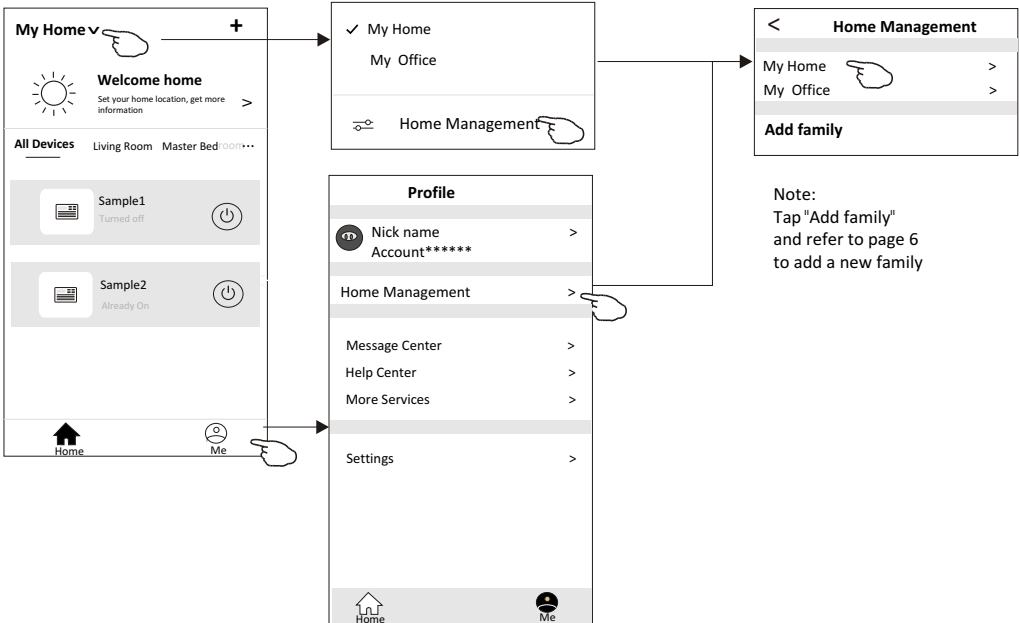 My Home
+
Welcome home
Set your home location, get more
information
>
All Devices Living Room Master Bedroom ...
Sample1
Turned off
Sample2
Already On
Home
Me
✓ My Home
My Office
Home Management
Profile
Nick name >
Account******
Home Management >
Message Center >
Help Center >
More Services >
Settings >
Home
Me
< Home Management
My Home >
My Office >
Add family
Note:
Tap "Add family"
and refer to page 6
to add a new family